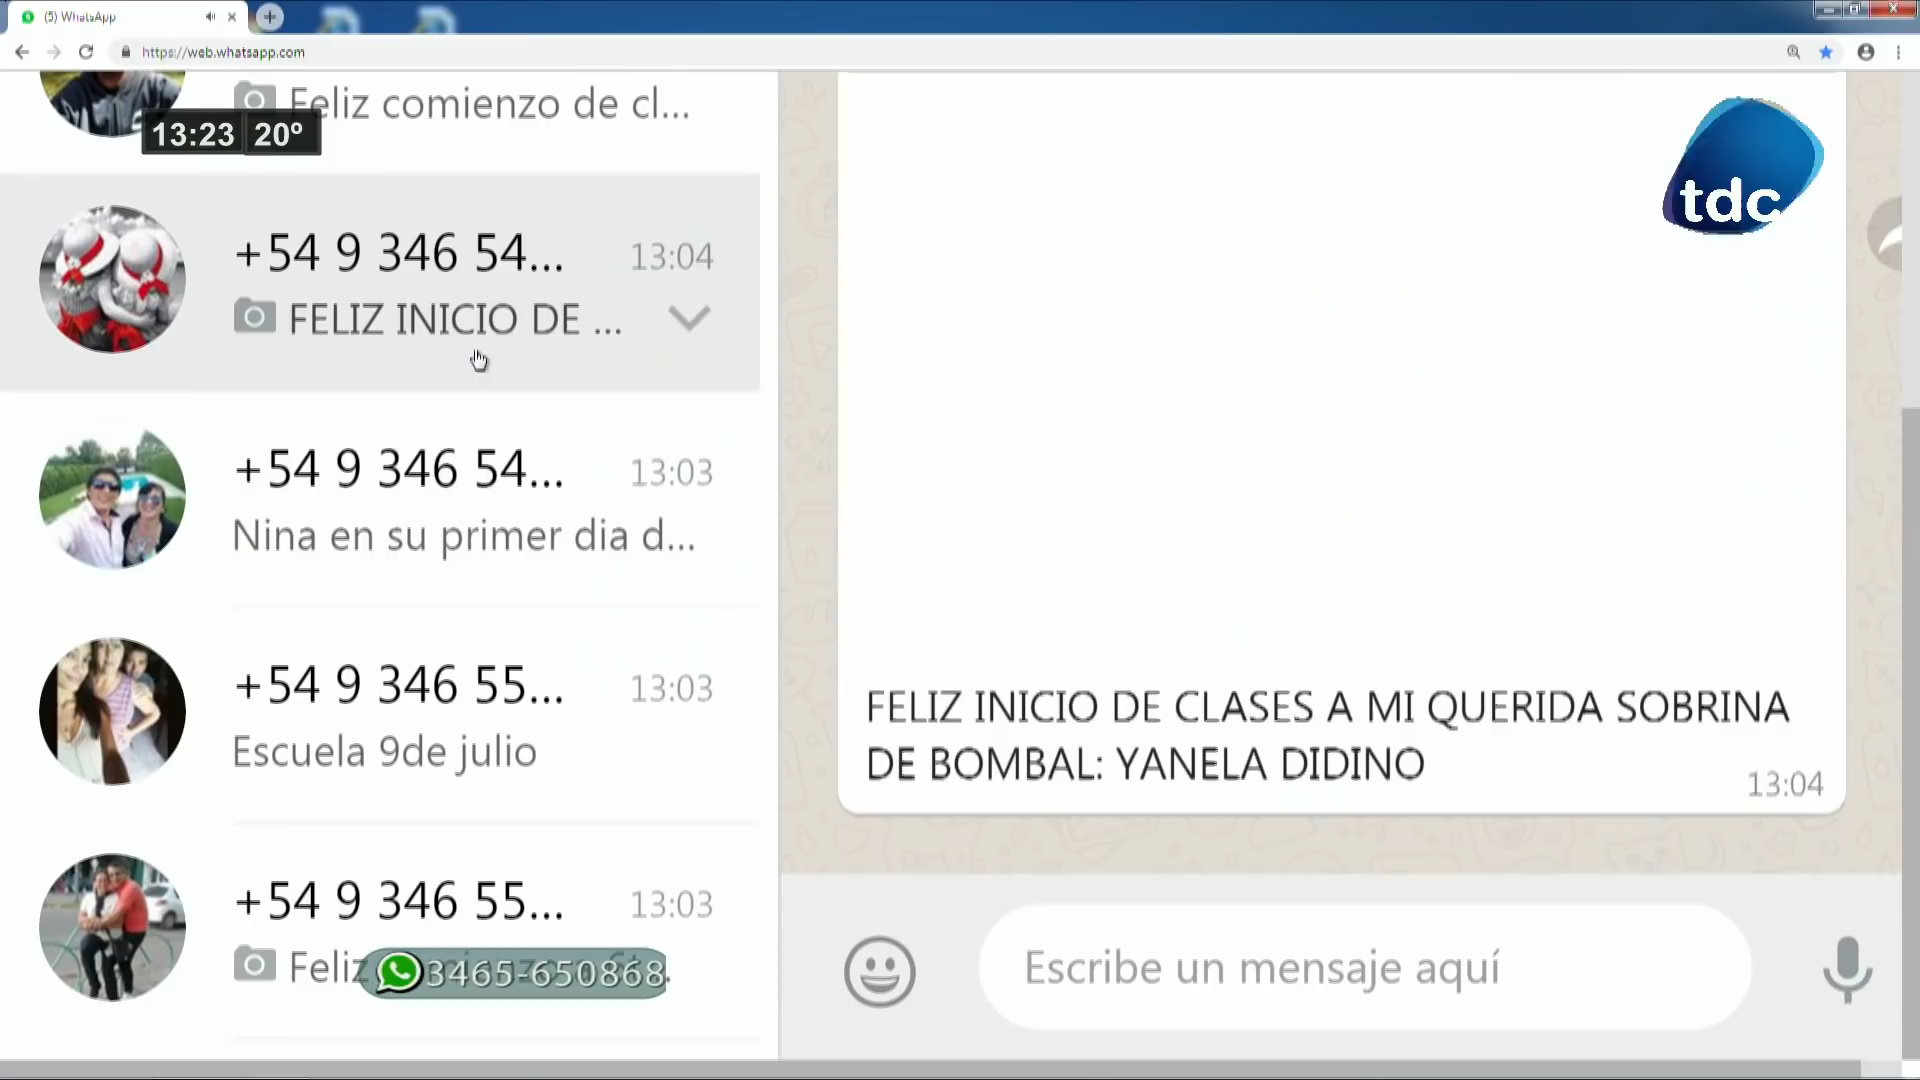 (5) WhatsApp
https://web.whatsapp.com
Feliz comienzo de cl...
13:23 20º
tdc
+54 9 346 54... 13:04
FELIZ INICIO DE ...
+54 9 346 54... 13:03
Nina en su primer dia d...
+54 9 346 55... 13:03
Escuela 9de julio
FELIZ INICIO DE CLASES A MI QUERIDA SOBRINA
DE BOMBAL: YANELA DIDINO
13:04
+54 9 346 55... 13:03
Feliz
3465-650868
Escribe un mensaje aquí